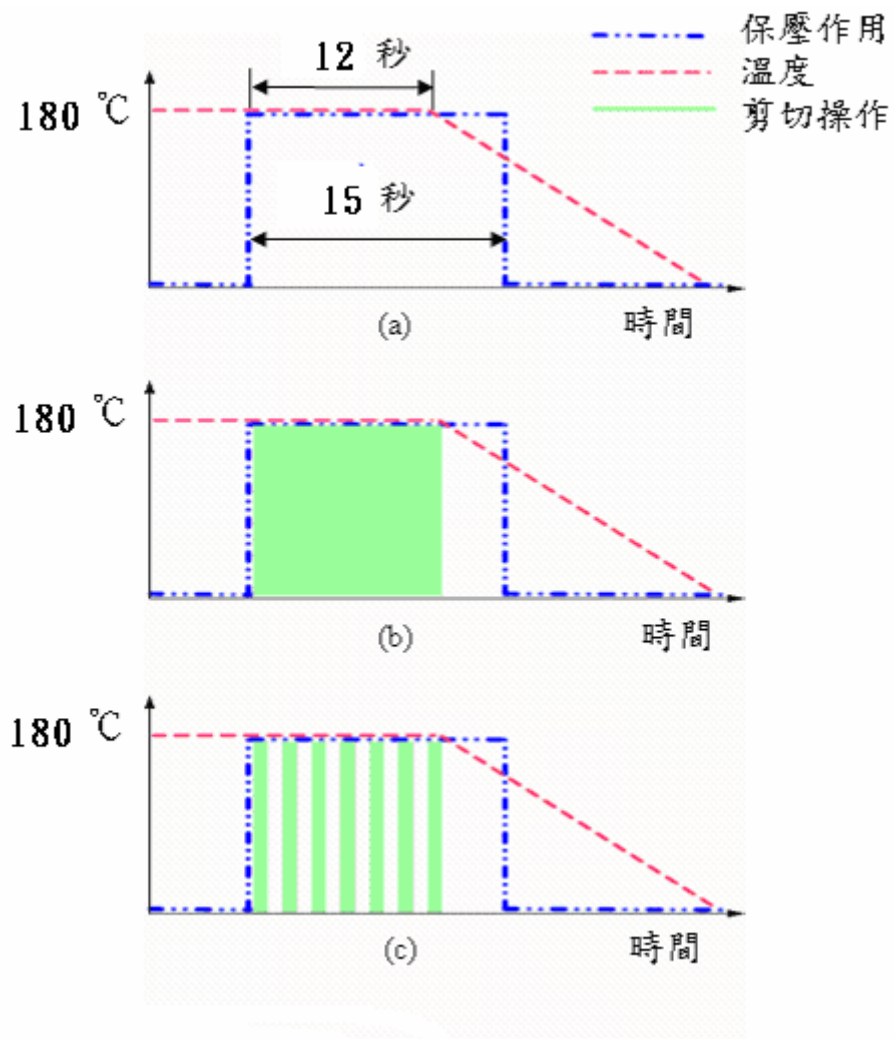 保壓作用
溫度
剪切操作
12 秒
180 ℃
15 秒
(a)
時間
180 ℃
(b)
時間
180 ℃
(c)
時間